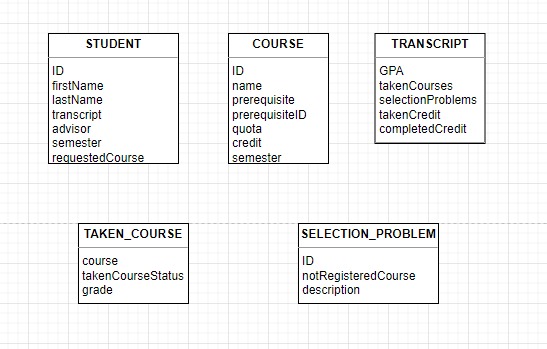 STUDENT
ID
firstName
lastName
transcript
advisor
semester
requestedCourse
COURSE
ID
name
prerequisite
prerequisiteID
quota
credit
semester
TRANSCRIPT
GPA
takenCourses
selectionProblems
takenCredit
completedCredit
TAKEN_COURSE
course
takenCourseStatus
grade
SELECTION_PROBLEM
ID
notRegisteredCourse
description